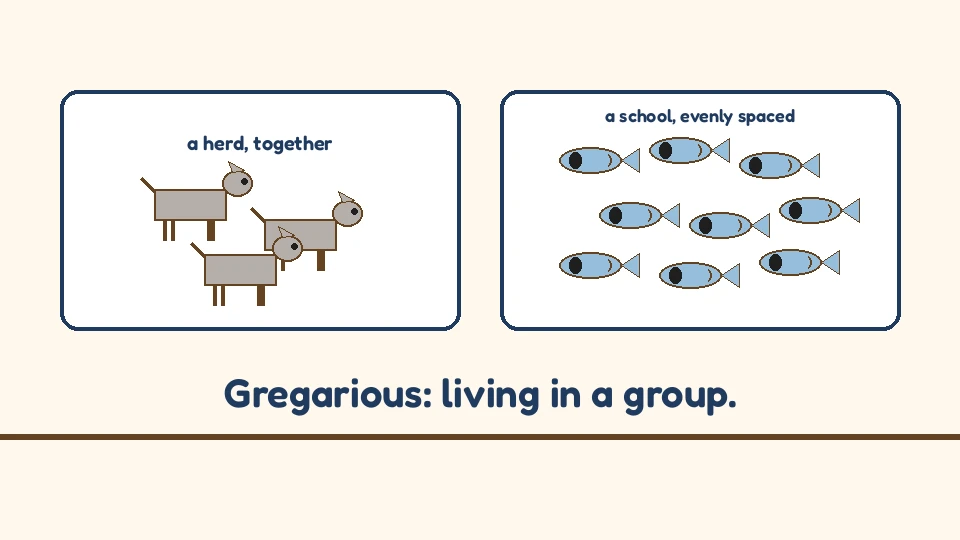 a herd, together
a school, evenly spaced
Gregarious: living in a group.